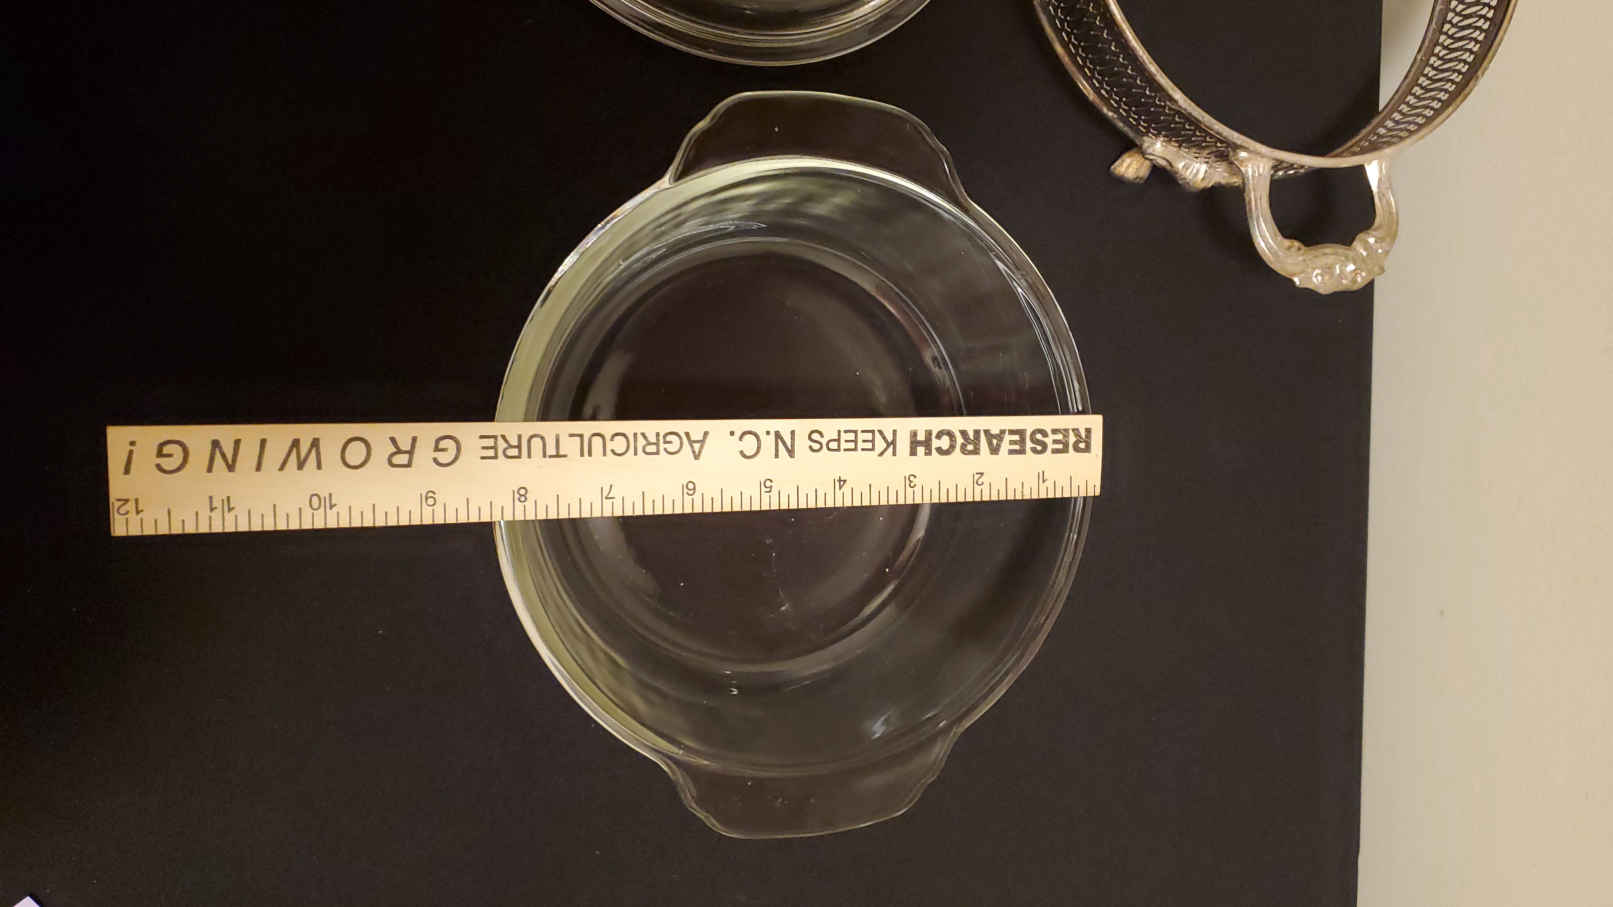 RESEARCH KEEPS N.C. AGRICULTURE GROWING!
1 2 3 4 5 6 7 8 9 10 11 12